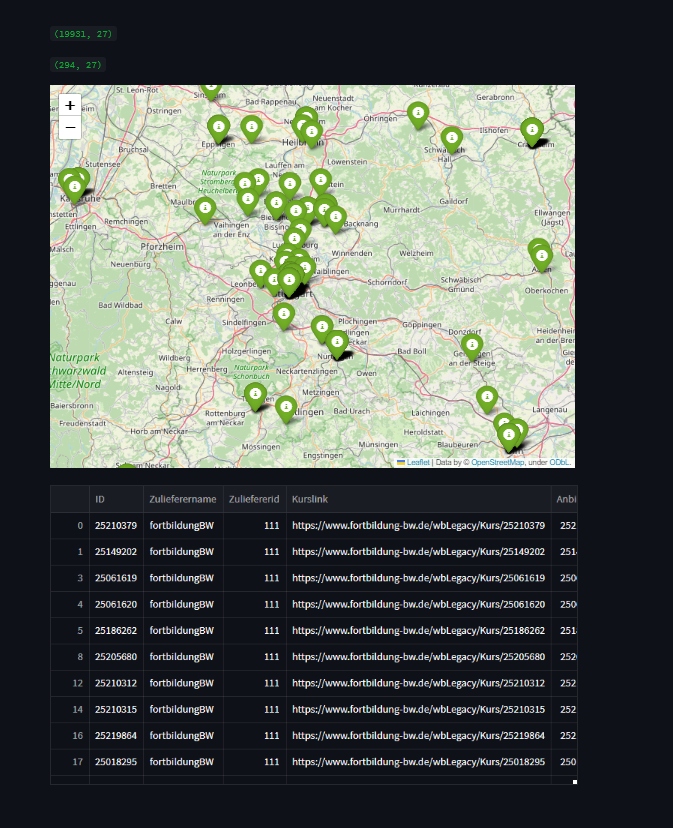 (19931, 27)
(294, 27)
+
−
St. Leon-Rot
Bad Rappenau
Neuenstadt am Kocher
Gerabronn
Östringen
Öhringen
Ilshofen
Bruchsal
Eppingen
Heilbronn
Schwäbisch Hall
Stutensee
Löwenstein
Bretten
Naturpark Stromberg-Heuchelberg
Lauffen am
Gaildorf
Karlsruhe
Maulbr
Murrhardt
Ellwangen (Jagst)
Remchingen
Ettlingen
Vaihingen an der Enz
Backnang
Malsch
Pforzheim
Winnenden
Welzheim
Neuenburg
Waiblingen
Aalen
Oberkochen
ggenau
Leonberg
Schorndorf
Schwäbisch Gmünd
Bad Wildbad
Renningen
Stuttgart
Calw
Sindelfingen
Plochingen
Göppingen
Donzdorf
Heidenheim an der Bren
Naturpark Schwarzwald Mitte/Nord
Wildberg
Holzgerlingen
Nürtingen
Bad Boll
Geislingen an der Steige
Altensteig
Herrenberg
Naturpark Schönbuch
Neckartenzlingen
Owen
Nagold
Metzingen
Baiersbronn
Rottenburg am Neckar
Bad Urach
Laichingen
Langenau
Freudenstadt
Horb am Neckar
Mössingen
Münsingen
Heroldstatt
Blaubeuren
Engstingen
Leaflet | Data by © OpenStreetMap, under ODbL.
ID Zulieferername Zuliefererid Kurslink Anbi
0 25210379 fortbildungBW 111 https://www.fortbildung-bw.de/wbLegacy/Kurs/25210379 252
1 25149202 fortbildungBW 111 https://www.fortbildung-bw.de/wbLegacy/Kurs/25149202 251
3 25061619 fortbildungBW 111 https://www.fortbildung-bw.de/wbLegacy/Kurs/25061619 250
4 25061620 fortbildungBW 111 https://www.fortbildung-bw.de/wbLegacy/Kurs/25061620 250
5 25186262 fortbildungBW 111 https://www.fortbildung-bw.de/wbLegacy/Kurs/25186262 251
8 25205680 fortbildungBW 111 https://www.fortbildung-bw.de/wbLegacy/Kurs/25205680 252
12 25210312 fortbildungBW 111 https://www.fortbildung-bw.de/wbLegacy/Kurs/25210312 252
14 25210315 fortbildungBW 111 https://www.fortbildung-bw.de/wbLegacy/Kurs/25210315 252
16 25219864 fortbildungBW 111 https://www.fortbildung-bw.de/wbLegacy/Kurs/25219864 252
17 25018295 fortbildungBW 111 https://www.fortbildung-bw.de/wbLegacy/Kurs/25018295 250